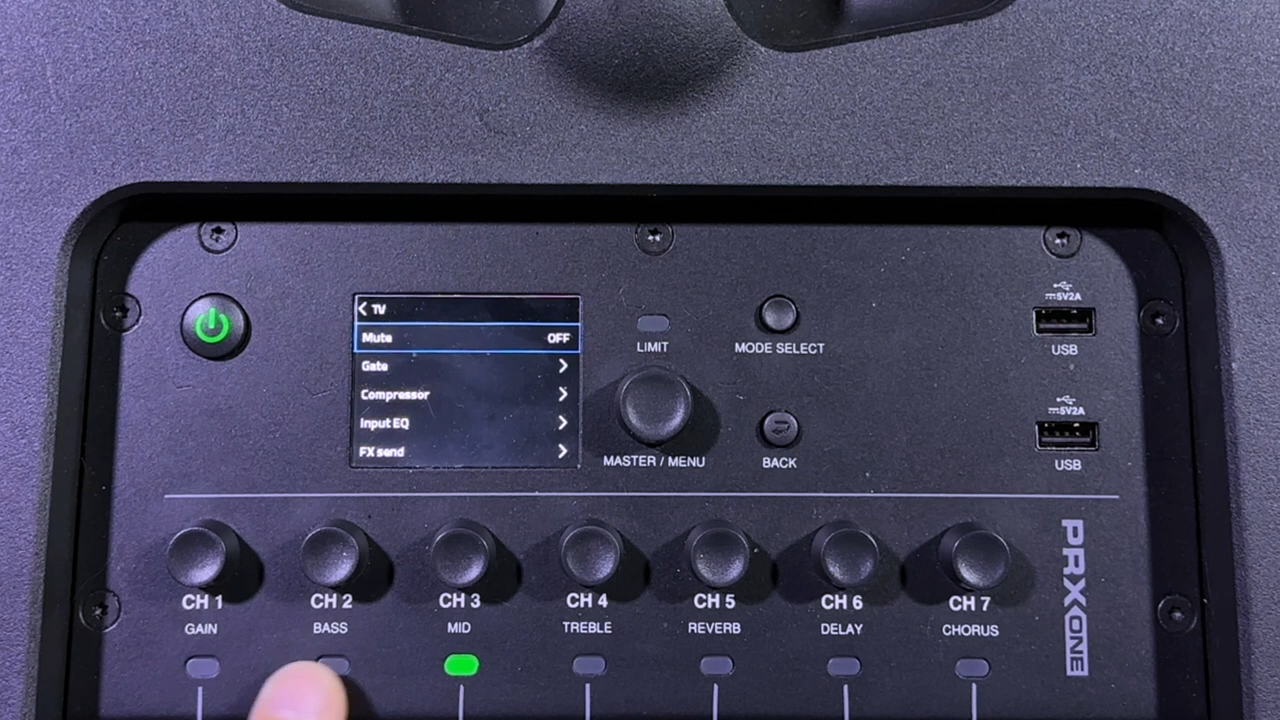 TV
Mute OFF
Gate
Compressor
Input EQ
FX send
LIMIT
MODE SELECT
MASTER / MENU
BACK
5V2A
USB
5V2A
USB
CH 1
CH 2
CH 3
CH 4
CH 5
CH 6
CH 7
GAIN
BASS
MID
TREBLE
REVERB
DELAY
CHORUS
PRXONE